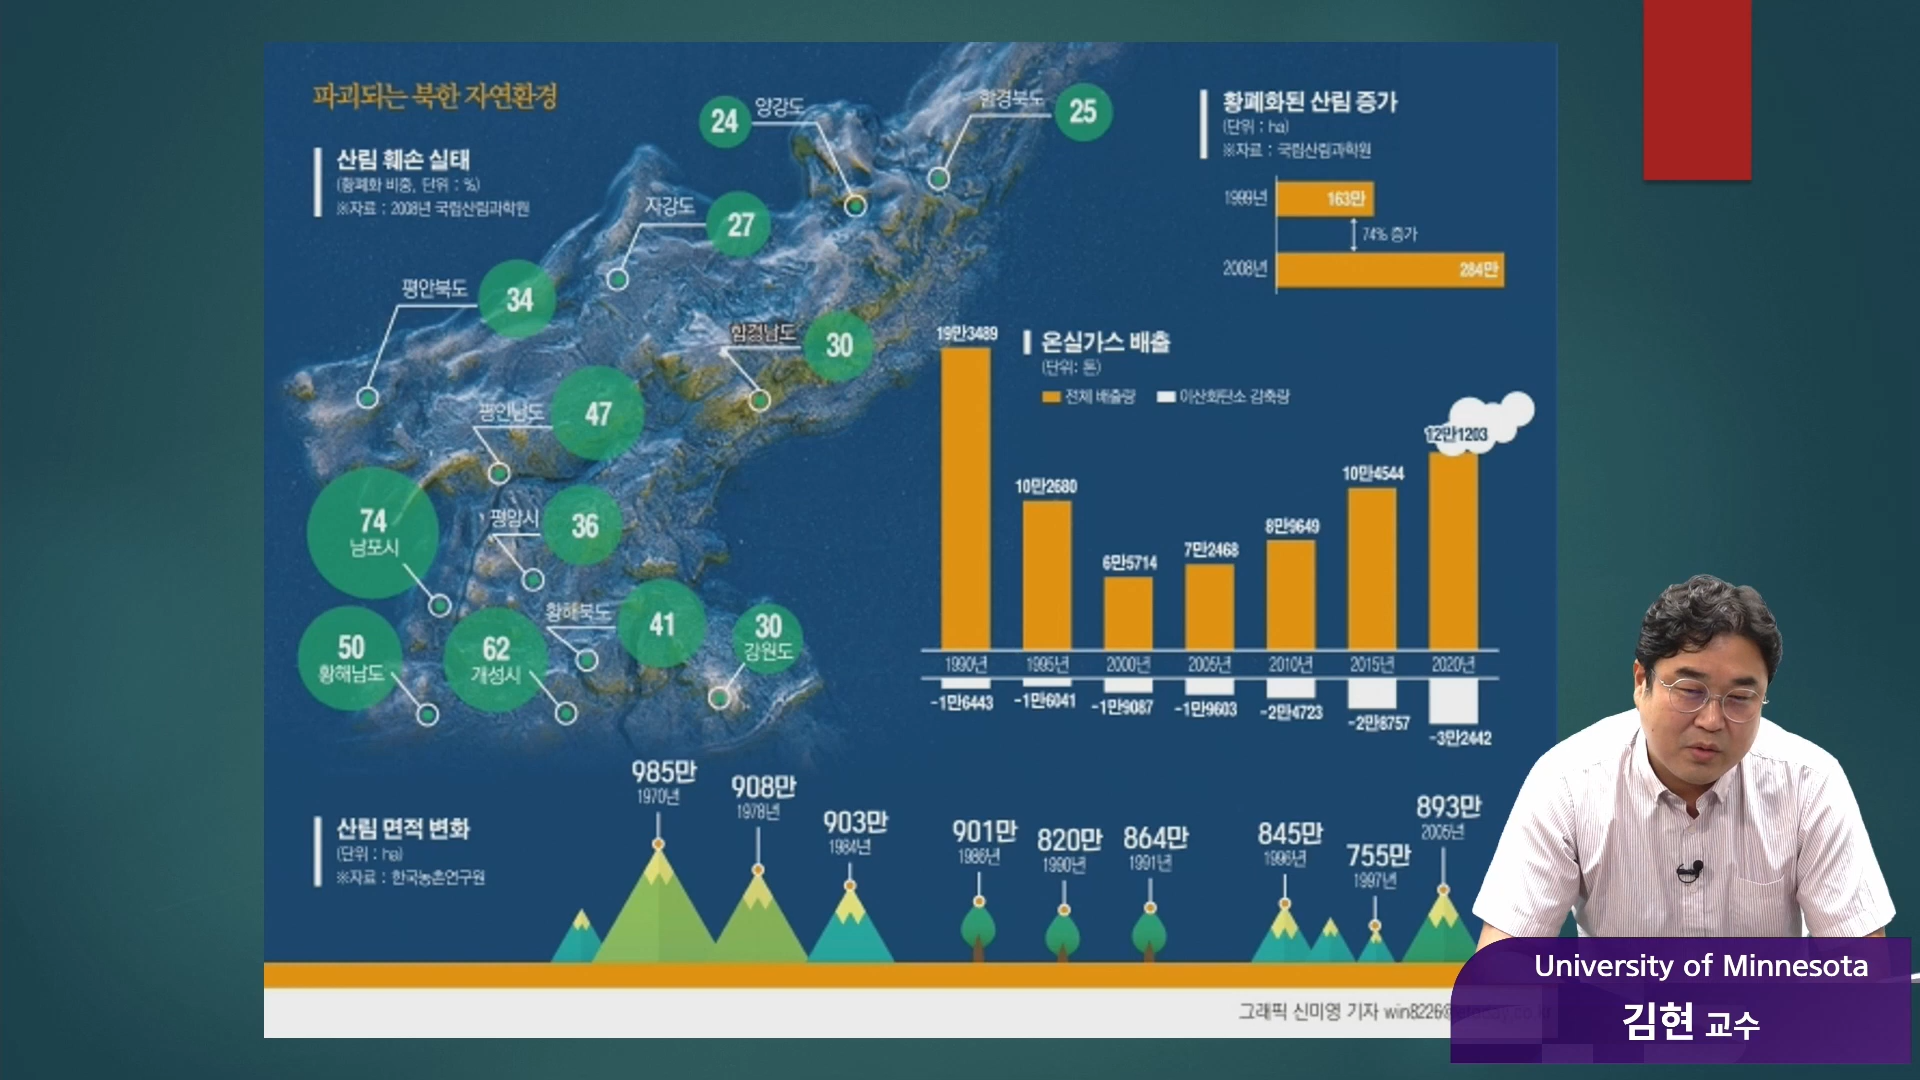 파괴되는 북한 자연환경
산림 훼손 실태
(황폐화 비중, 단위 : %)
※자료 : 2008년 국립산림과학원
24 양강도
함경북도 25
자강도 27
평안북도 34
함경남도 30
평안남도 47
74
남포시
평양시 36
50
황해남도
62
개성시
황해북도 41
30
강원도
황폐화된 산림 증가
(단위 : ha)
※자료 : 국립산림과학원
1999년 163만
74% 증가
2008년 284만
온실가스 배출
(단위: 톤)
전체 배출량 이산화탄소 감축량
19만3489
10만2680
6만5714
7만2468
8만9649
10만4544
12만1203
1990년 1995년 2000년 2005년 2010년 2015년 2020년
-1만6443
-1만6041
-1만9087
-1만9603
-2만4723
-2만8757
-3만2442
산림 면적 변화
(단위 : ha)
※자료 : 한국농촌연구원
985만
1970년
908만
1978년
903만
1984년
901만
1986년
820만
1990년
864만
1991년
845만
1996년
755만
1997년
893만
2005년
그래픽 신미영 기자 win8226@
University of Minnesota
김현 교수